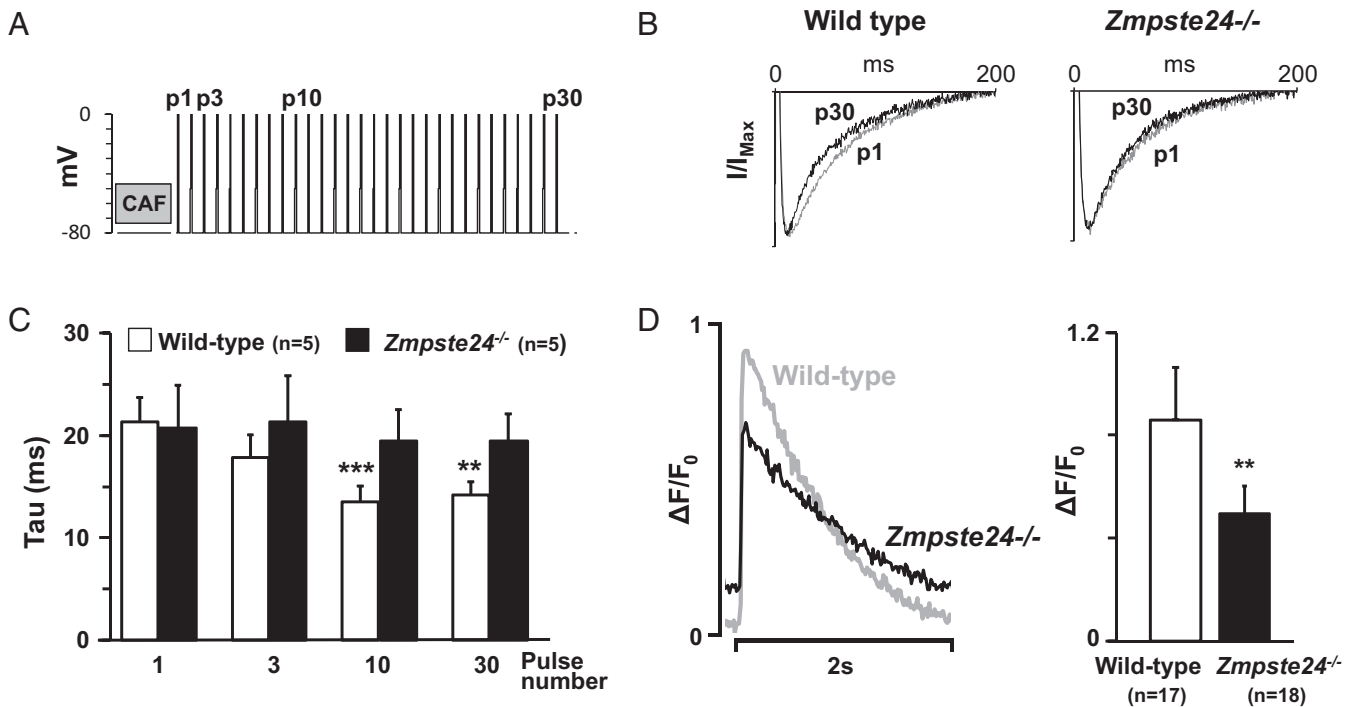 A
p1 p3 p10 p30
0
mV
CAF
-80
B
Wild type
Zmpste24-/-
0 ms 200
0 ms 200
I/IMax
p30
p1
p30
p1
C
30
Wild-type (n=5)
Zmpste24-/- (n=5)
20
*** **
Tau (ms)
10
0
1 3 10 30 Pulse number
D
1
Wild-type
ΔF/F0
Zmpste24-/-
0
2s
1.2
ΔF/F0
**
0
Wild-type Zmpste24-/-
(n=17) (n=18)